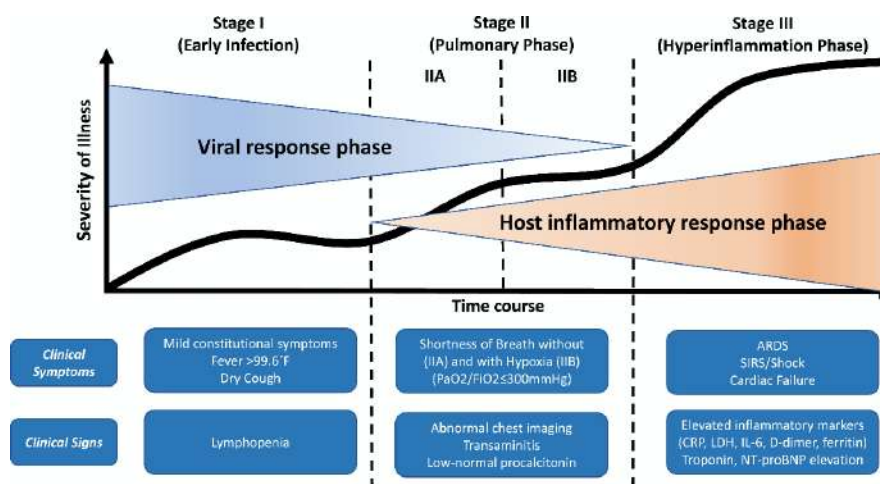 Stage I
(Early Infection)
Stage II
(Pulmonary Phase)
Stage III
(Hyperinflammation Phase)
IIA
IIB
Severity of Illness
Viral response phase
Host inflammatory response phase
Time course
Clinical
Symptoms
Mild constitutional symptoms
Fever >99.6°F
Dry Cough
Shortness of Breath without
(IIA) and with Hypoxia (IIB)
(PaO2/FiO2≤300mmHg)
ARDS
SIRS/Shock
Cardiac Failure
Clinical Signs
Lymphopenia
Abnormal chest imaging
Transaminitis
Low-normal procalcitonin
Elevated inflammatory markers
(CRP, LDH, IL-6, D-dimer, ferritin)
Troponin, NT-proBNP elevation